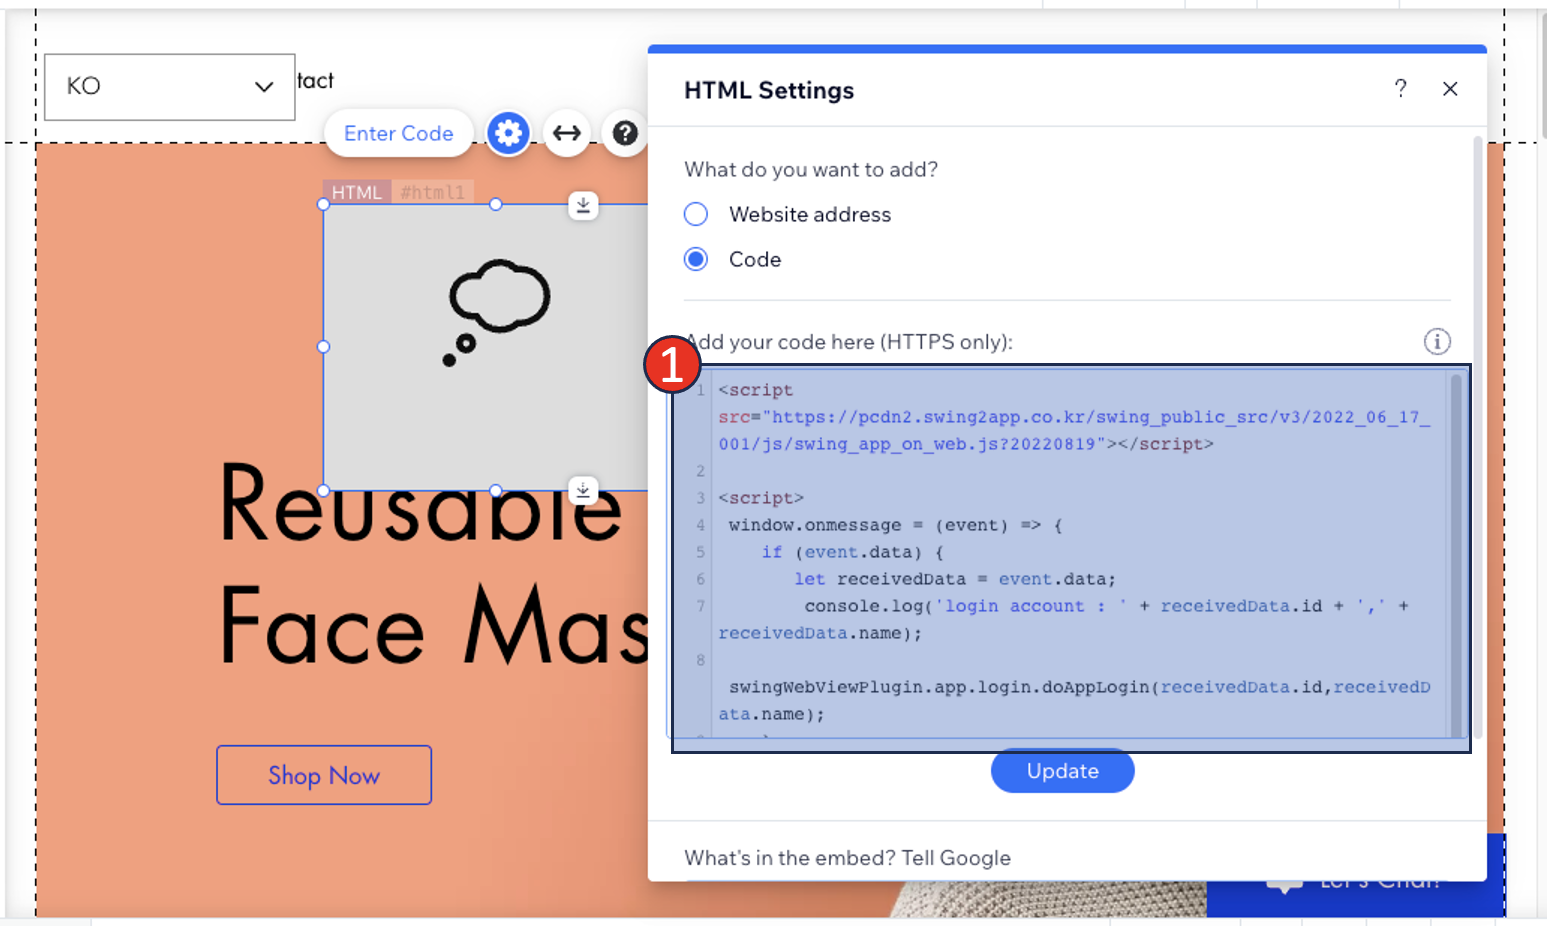 KO
tact
Enter Code
HTML #html1
Reusable
Face Mas
Shop Now
HTML Settings
?
What do you want to add?
Website address
Code
Add your code here (HTTPS only):
1
1 <script
src="https://pcdn2.swing2app.co.kr/swing_public_src/v3/2022_06_17_
001/js/swing_app_on_web.js?20220819"></script>
2
3 <script>
4 window.onmessage = (event) => {
5 if (event.data) {
6 let receivedData = event.data;
7 console.log('login account : ' + receivedData.id + ',' +
receivedData.name);
8
swingWebViewPlugin.app.login.doAppLogin(receivedData.id,receivedD
ata.name);
Update
What's in the embed? Tell Google
Let's Chat!